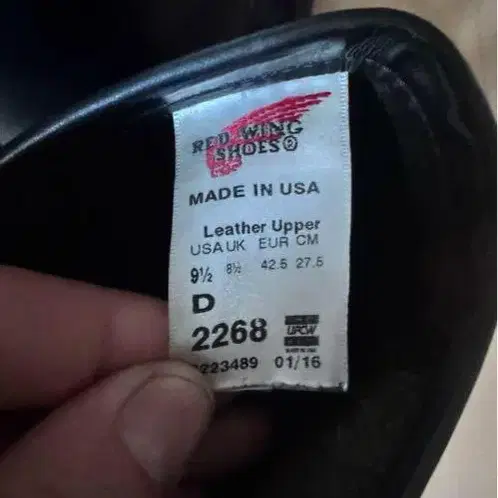 RED WING
SHOES®
MADE IN USA
Leather Upper
USA UK EUR CM
9½ 8½ 42.5 27.5
D
2268 UFCW
223489 01/16